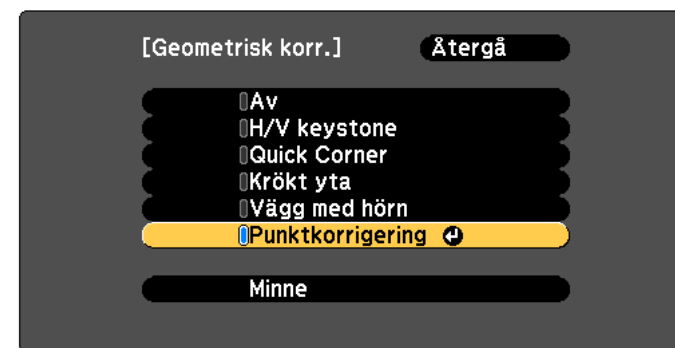 [Geometrisk korr.] Återgå
Av
H/V keystone
Quick Corner
Krökt yta
Vägg med hörn
Punktkorrigering
Minne